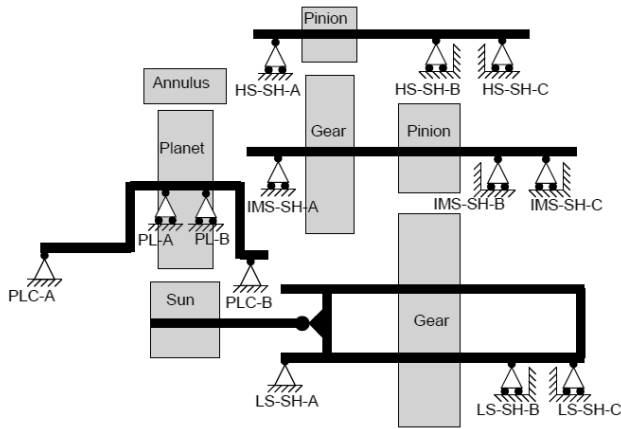 Pinion
HS-SH-A
HS-SH-B
HS-SH-C
Annulus
Gear
Pinion
Planet
IMS-SH-A
IMS-SH-B
IMS-SH-C
PL-A
PL-B
PLC-A
PLC-B
Sun
Gear
LS-SH-A
LS-SH-B
LS-SH-C